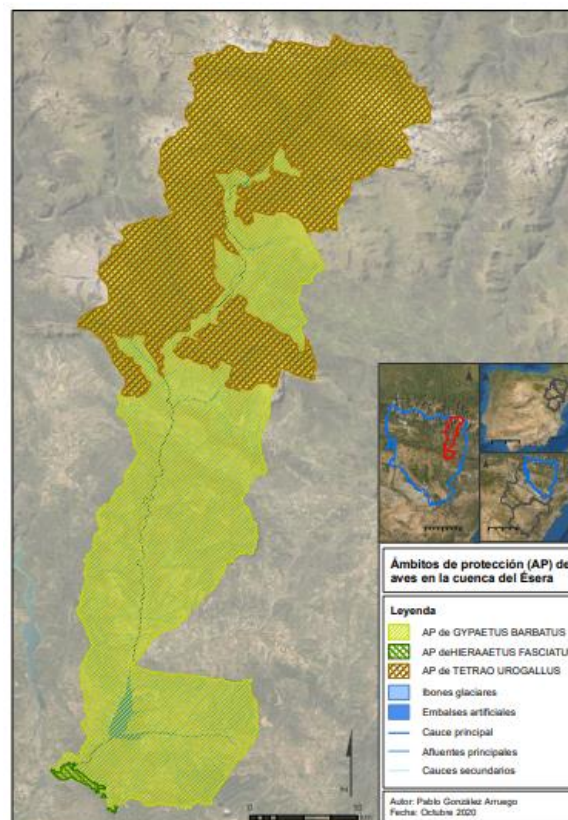 Ámbitos de protección (AP) de
aves en la cuenca del Ésera
Leyenda
AP de GYPAETUS BARBATUS
AP deHIERAAETUS FASCIATU
AP de TETRAO UROGALLUS
Ibones glaciares
Embalses artificiales
Cauce principal
Afluentes principales
Cauces secundarios
Autor: Pablo González Arruego
Fecha: Octubre 2020